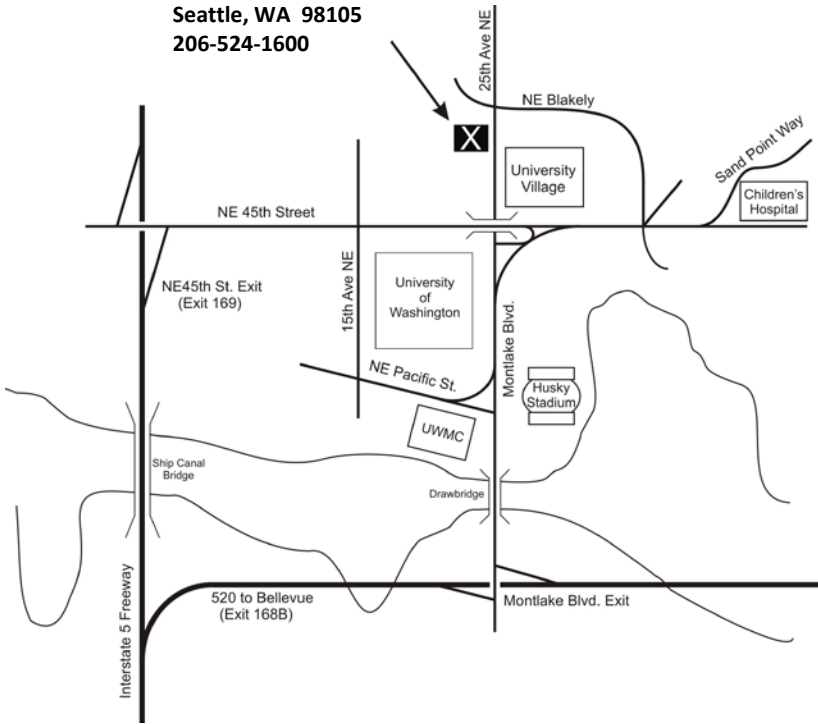 Seattle, WA 98105
206-524-1600
25th Ave NE
NE Blakely
X
Sand Point Way
University
Village
Children's
Hospital
NE 45th Street
NE45th St. Exit
(Exit 169)
15th Ave NE
University
of
Washington
Montlake Blvd.
NE Pacific St.
Husky
Stadium
UWMC
Ship Canal
Bridge
Drawbridge
Interstate 5 Freeway
520 to Bellevue
(Exit 168B)
Montlake Blvd. Exit